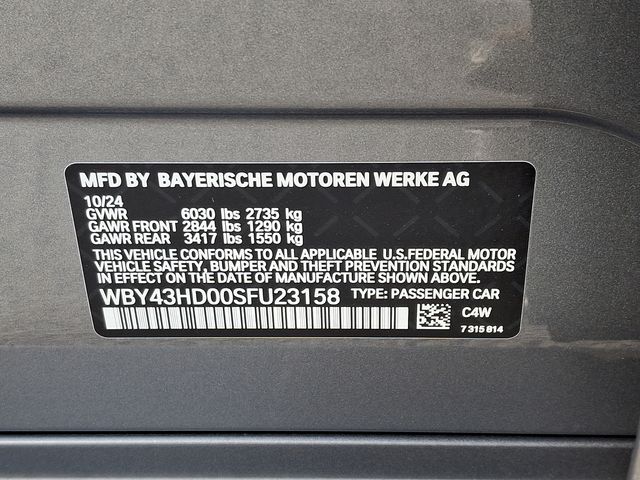 MFD BY BAYERISCHE MOTOREN WERKE AG
10/24
GVWR 6030 lbs 2735 kg
GAWR FRONT 2844 lbs 1290 kg
GAWR REAR 3417 lbs 1550 kg
THIS VEHICLE CONFORMS TO ALL APPLICABLE U.S.FEDERAL MOTOR
VEHICLE SAFETY, BUMPER AND THEFT PREVENTION STANDARDS
IN EFFECT ON THE DATE OF MANUFACTURE SHOWN ABOVE.
WBY43HD00SFU23158 TYPE: PASSENGER CAR
C4W
7 315 814